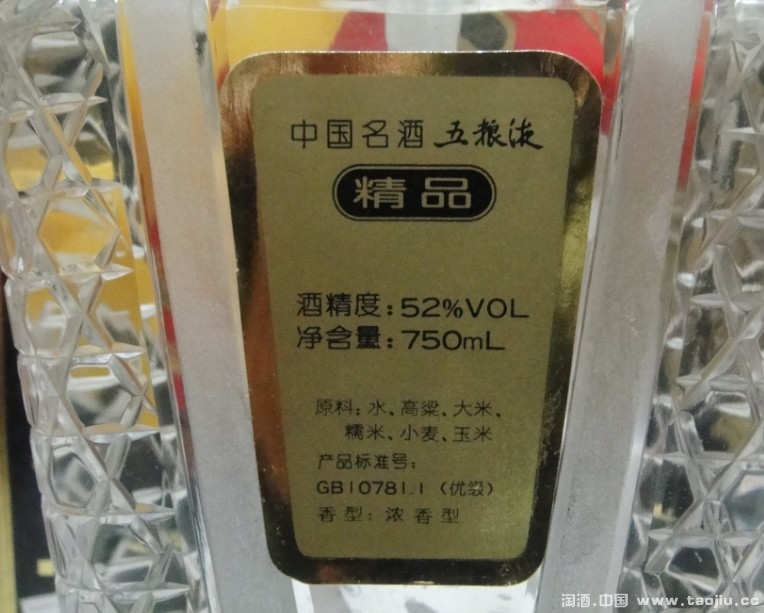 中国名酒 五粮液
精品
酒精度:52%VOL
净含量:750mL
原料:水、高粱、大米、
糯米、小麦、玉米
产品标准号:
GB10781.1(优级)
香型:浓香型
淘酒.中国 www.taojiu.cc